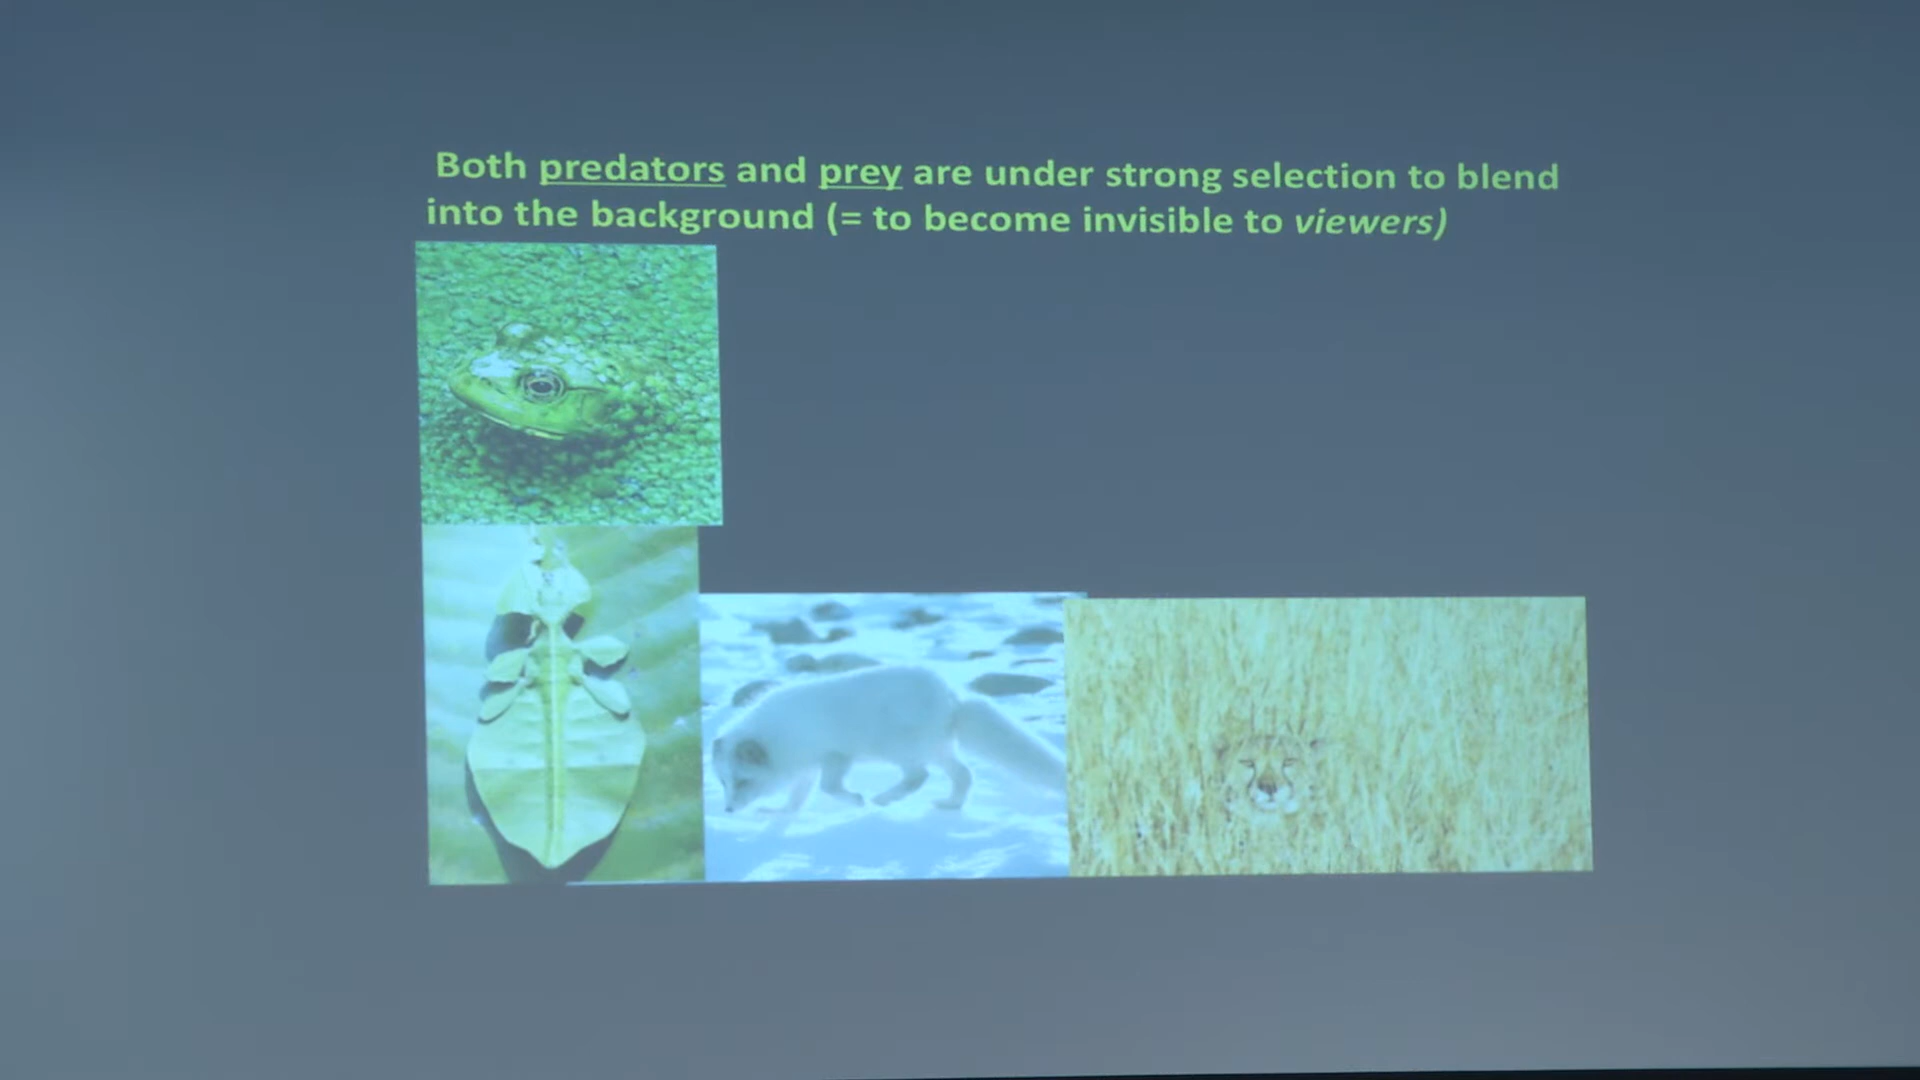 Both predators and prey are under strong selection to blend
into the background (= to become invisible to viewers)